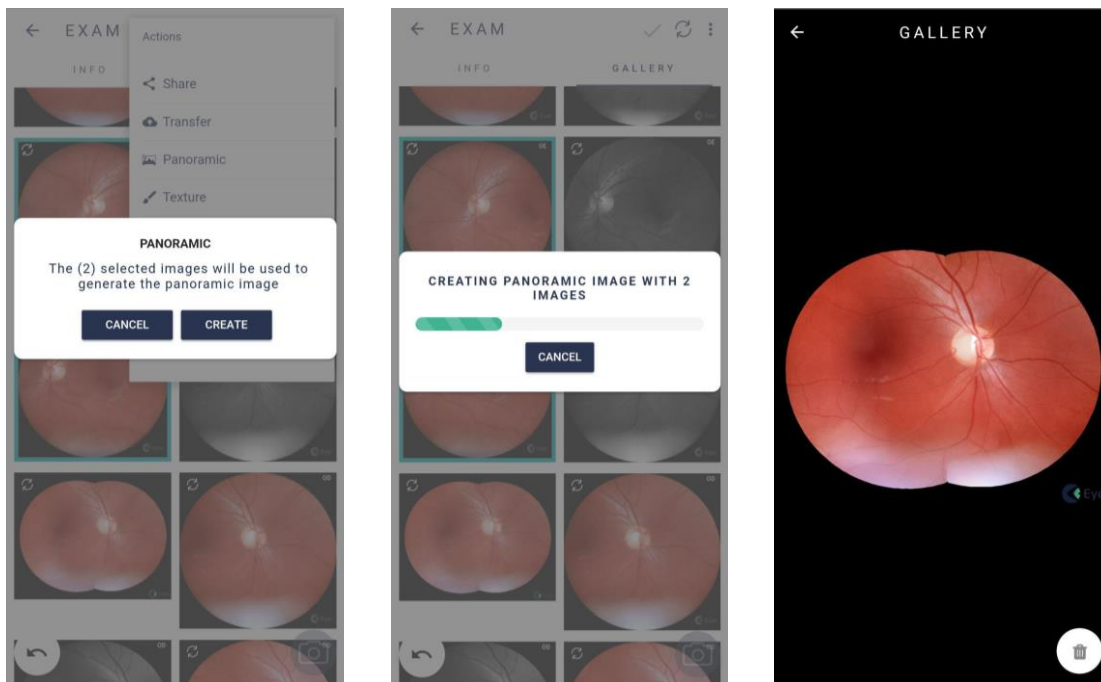 EXAM
Actions
INFO
Share
Transfer
Panoramic
Texture
PANORAMIC
The (2) selected images will be used to
generate the panoramic image
CANCEL CREATE
EXAM
INFO GALLERY
CREATING PANORAMIC IMAGE WITH 2
IMAGES
CANCEL
GALLERY
Eye